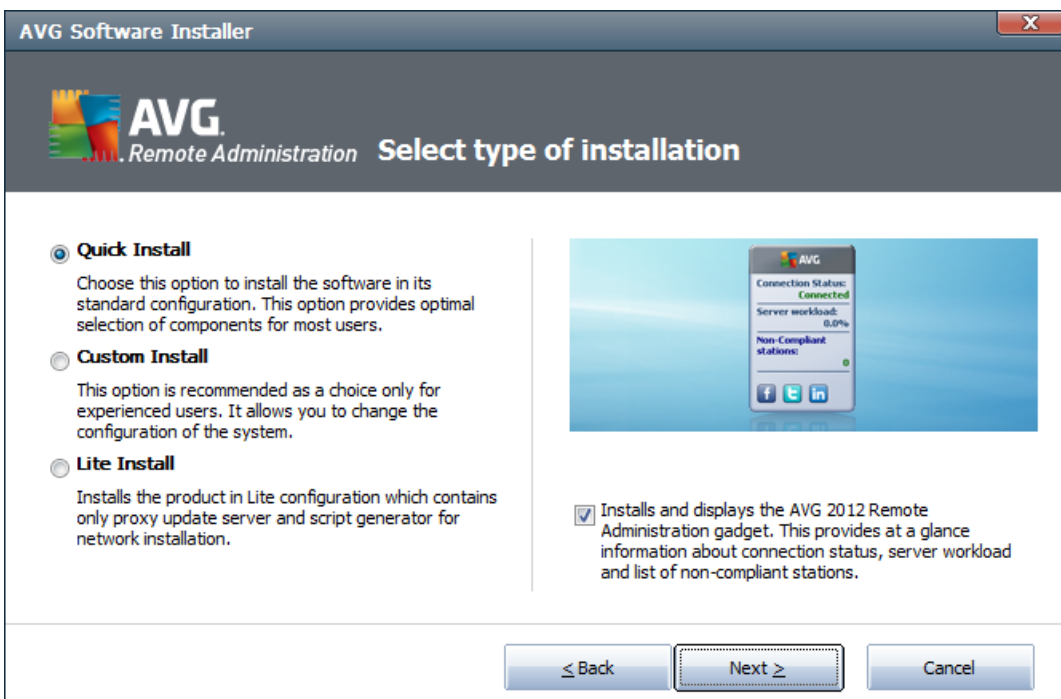 AVG Software Installer
AVG.
Remote Administration
Select type of installation
Quick Install
Choose this option to install the software in its
standard configuration. This option provides optimal
selection of components for most users.
Custom Install
This option is recommended as a choice only for
experienced users. It allows you to change the
configuration of the system.
Lite Install
Installs the product in Lite configuration which contains
only proxy update server and script generator for
network installation.
AVG
Connection Status:
Connected
Server workload:
0.0%
Non-Compliant
stations:
0
Installs and displays the AVG 2012 Remote
Administration gadget. This provides at a glance
information about connection status, server workload
and list of non-compliant stations.
< Back
Next >
Cancel